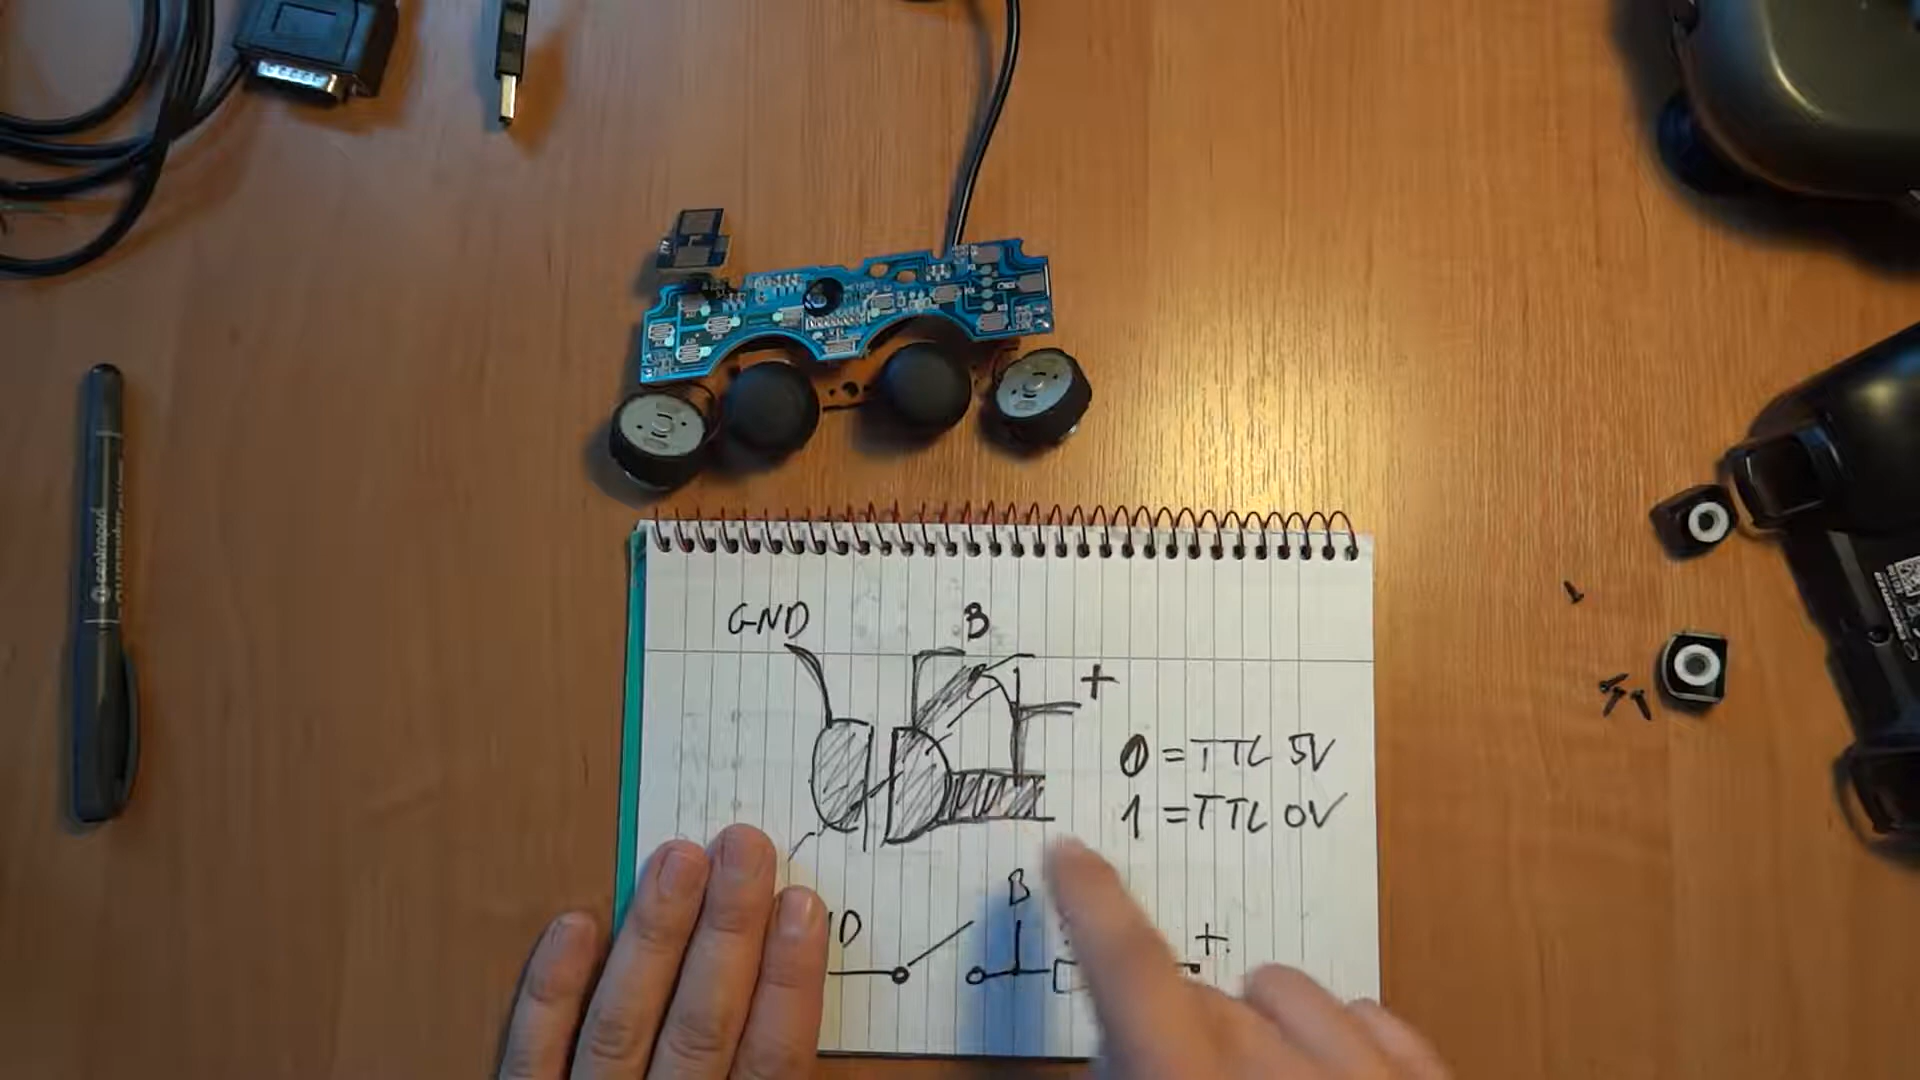 GND
B
+
0 = TTL 5V
1 = TTL 0V
B
D
+